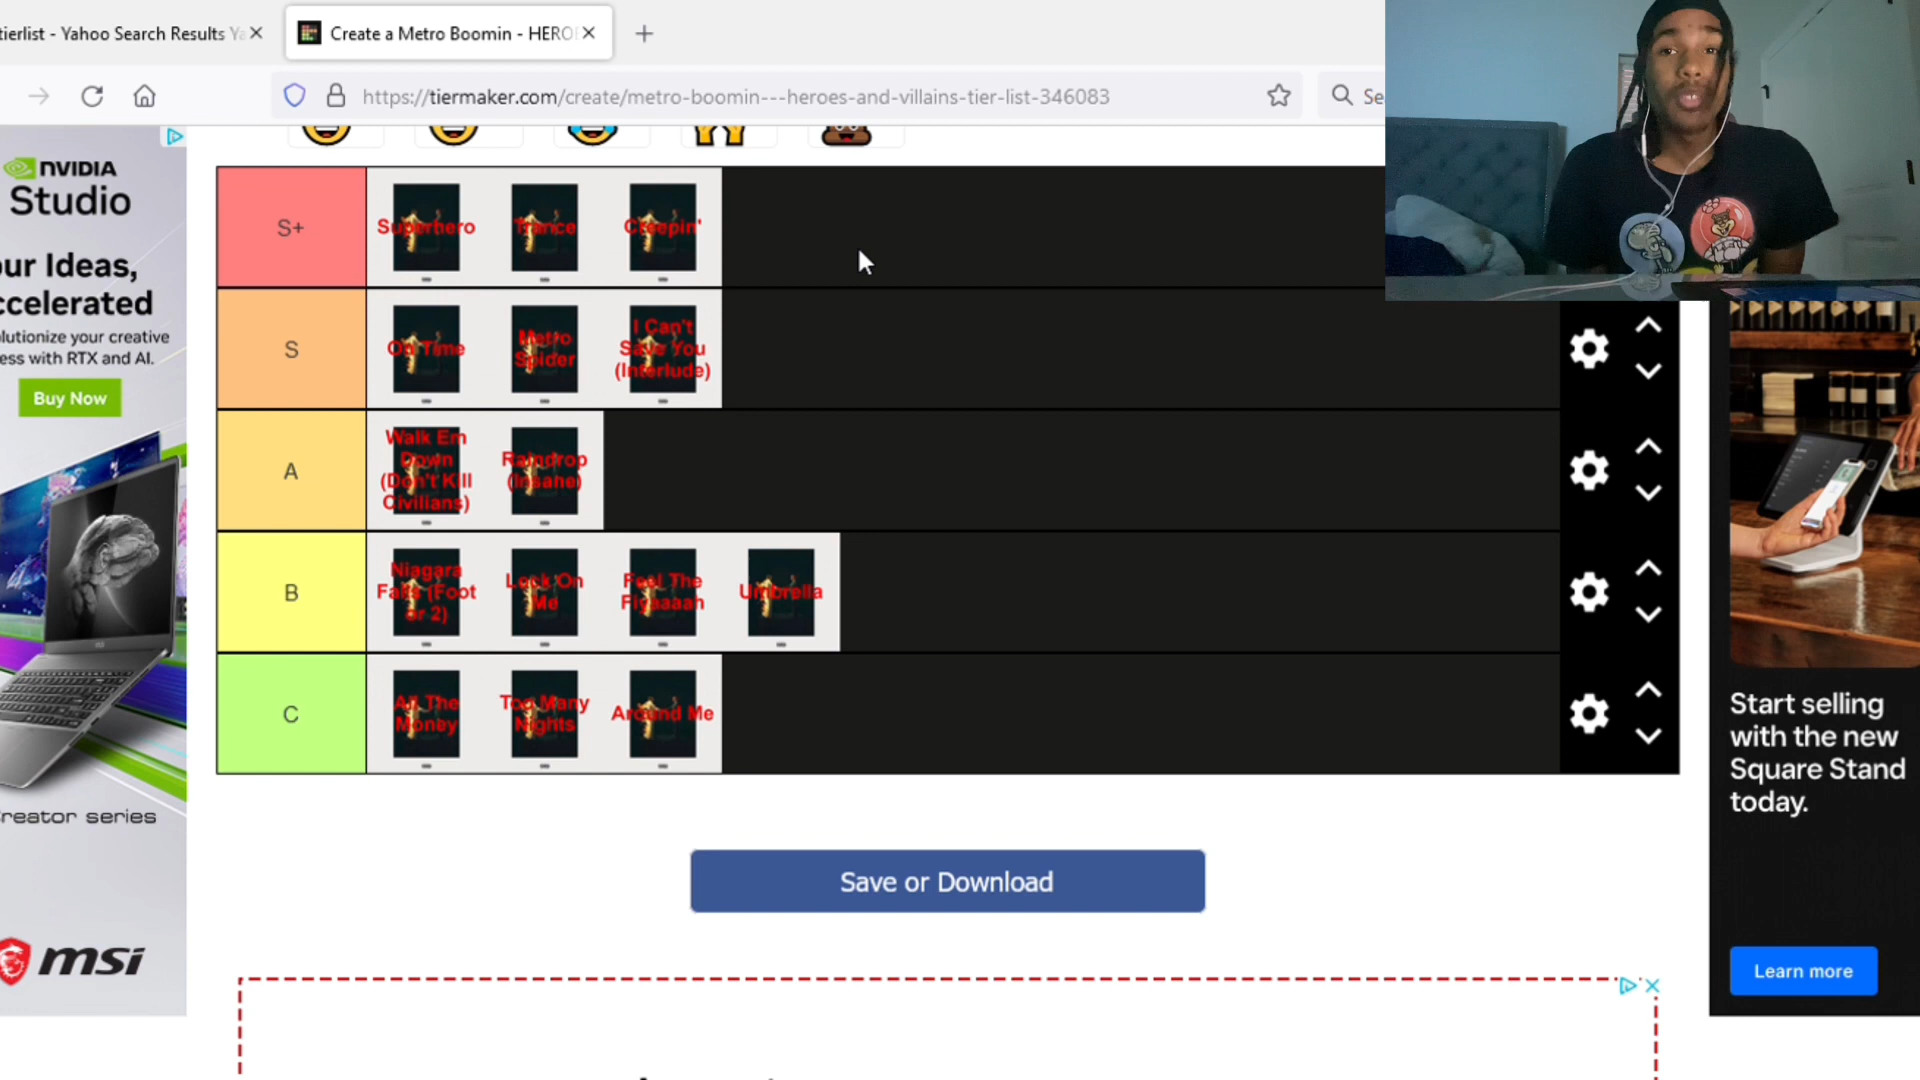 tierlist - Yahoo Search Results
Create a Metro Boomin - HERO
https://tiermaker.com/create/metro-boomin---heroes-and-villains-tier-list-346083
Se
NVIDIA
Studio
ur Ideas,
ccelerated
lutionize your creative
ess with RTX and AI.
Buy Now
reator series
msi
S+
Superhero
Trance
Creepin'
S
On Time
Metro
Spider
I Can't
Save You
(Interlude)
A
Walk Em
Down
(Don't Kill
Civilians)
Raindrop
(Insane)
B
Niagara
Falls (Foot
or 2)
Lock On
Me
Feel The
Fiyaaaah
Umbrella
C
All The
Money
Too Many
Nights
Around Me
Save or Download
Start selling
with the new
Square Stand
today.
Learn more